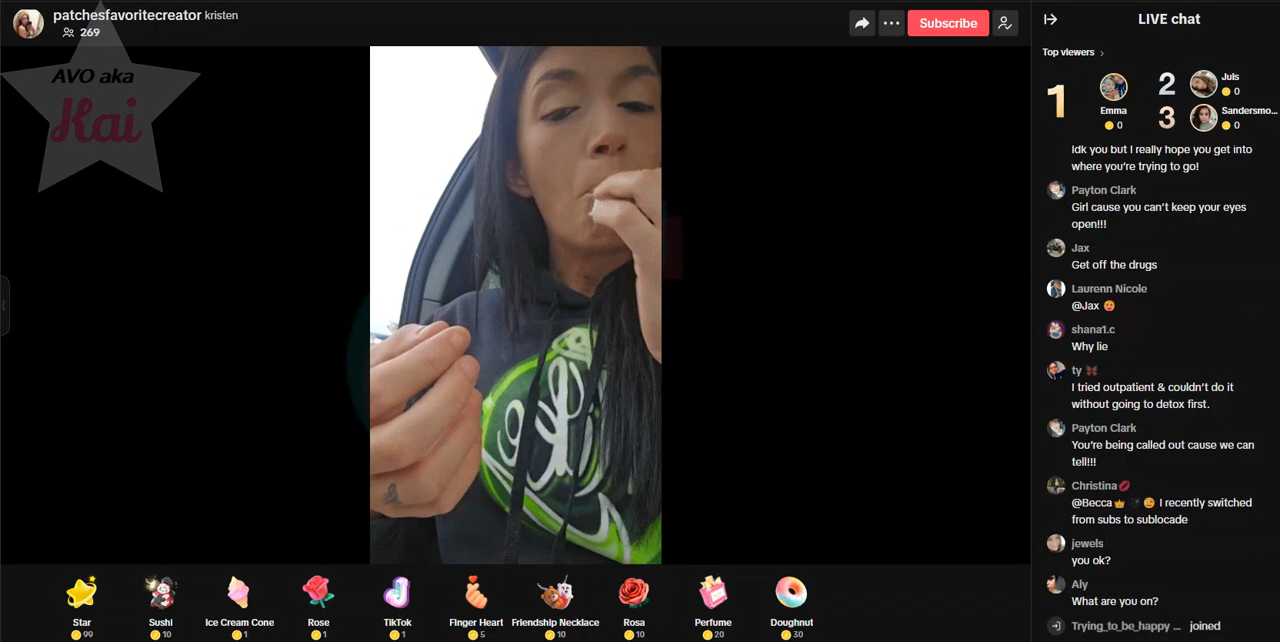 patchesfavoritecreator kristen
269
Subscribe
AVO aka
Kai
LIVE chat
Top viewers
1
Emma
0
2
Juls
0
3
Sandersmo...
0
Idk you but I really hope you get into
where you're trying to go!
Payton Clark
Girl cause you can't keep your eyes
open!!!
Jax
Get off the drugs
Laurenn Nicole
@Jax 🥵
shana1.c
Why lie
ty 🦋
I tried outpatient & couldn't do it
without going to detox first.
Payton Clark
You're being called out cause we can
tell!!!
Christina 💋
@Becca 👑 I recently switched
from subs to sublocade
jewels
you ok?
Aly
What are you on?
Trying_to_be_happy ... joined
Star
99
Sushi
10
Ice Cream Cone
1
Rose
1
TikTok
1
Finger Heart
5
Friendship Necklace
10
Rosa
10
Perfume
20
Doughnut
30